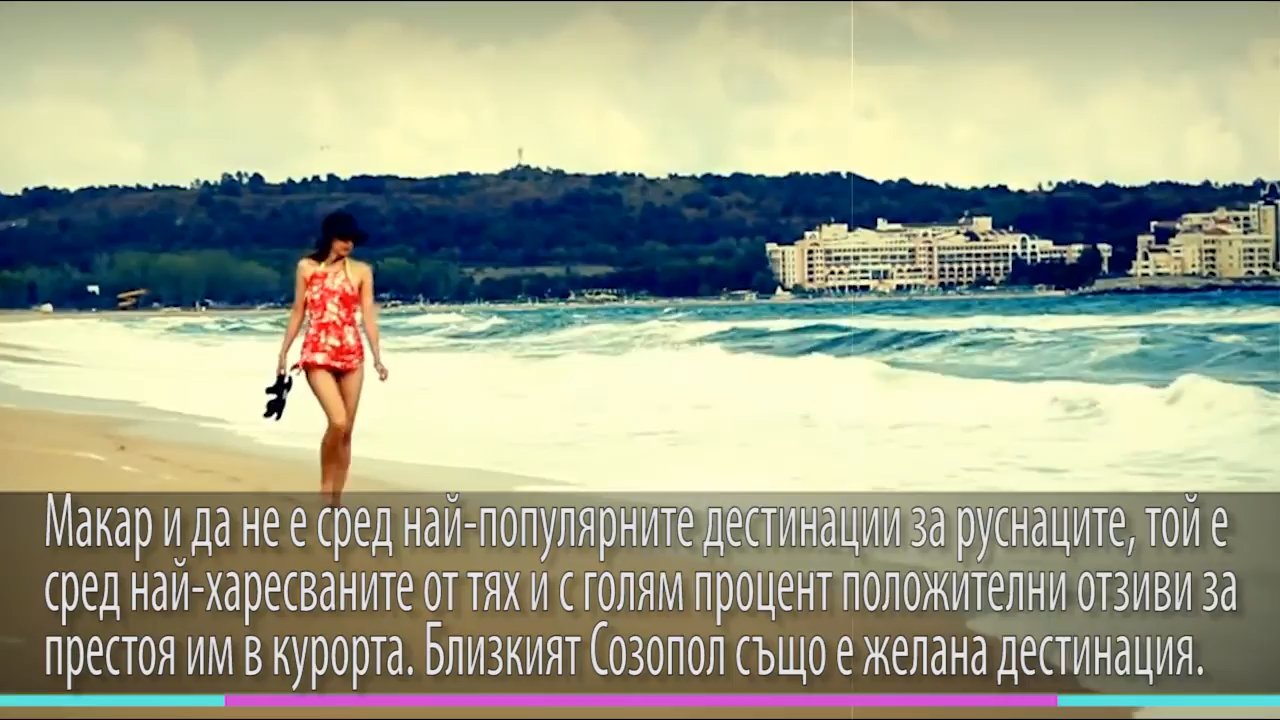 Макар и да не е сред най-популярните дестинации за руснаците, той е
сред най-харесваните от тях и с голям процент положителни отзиви за
престоя им в курорта. Близкият Созопол също е желана дестинация.